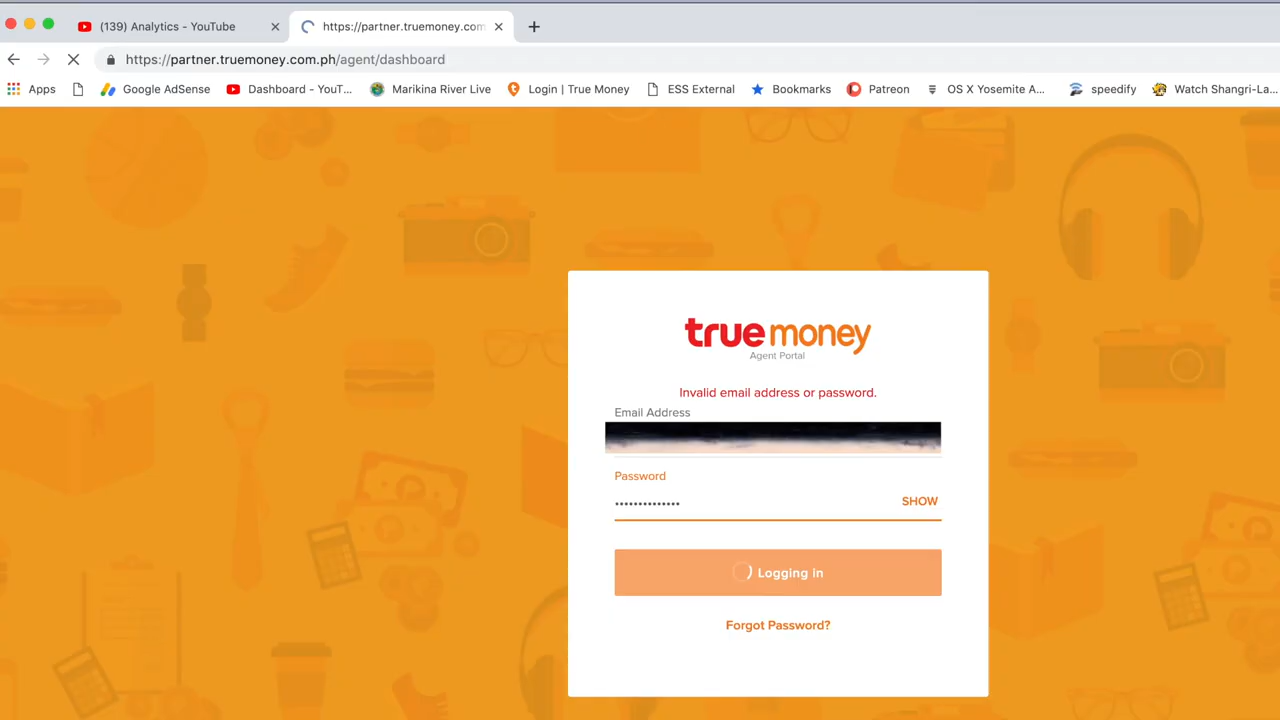 (139) Analytics - YouTube
https://partner.truemoney.com
https://partner.truemoney.com.ph/agent/dashboard
Apps
Google AdSense
Dashboard - YouT...
Marikina River Live
Login | True Money
ESS External
Bookmarks
Patreon
OS X Yosemite A...
speedify
Watch Shangri-La...
true money
Agent Portal
Invalid email address or password.
Email Address
Password
SHOW
Logging in
Forgot Password?